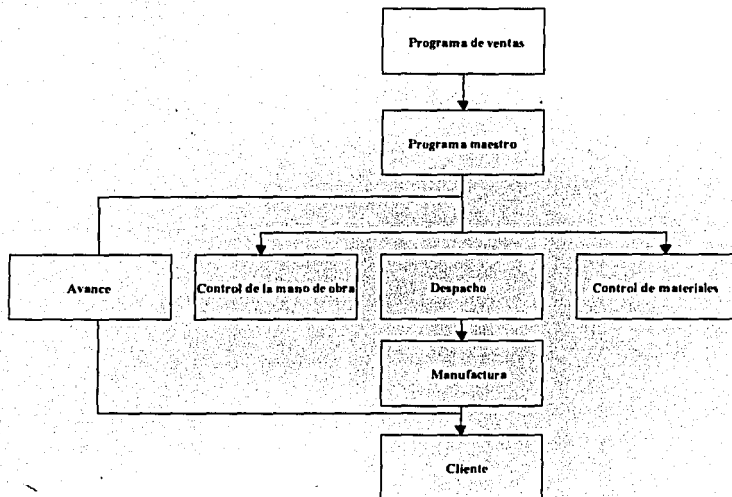 Programa de ventas
Programa maestro
Avance
Control de la mano de obra
Despacho
Control de materiales
Manufactura
Cliente